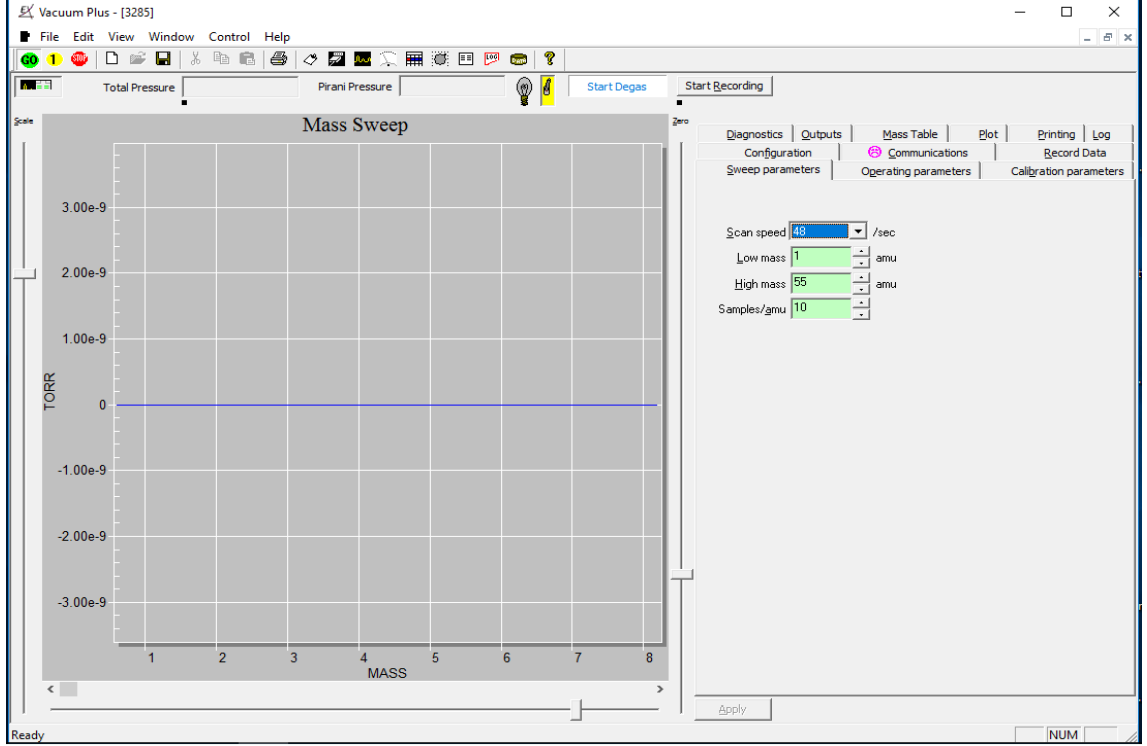 EX Vacuum Plus - [3285]
File Edit View Window Control Help
GO 1 STOP LOG ?
Total Pressure Pirani Pressure Start Degas Start Recording
Scale Mass Sweep Zero
Diagnostics Outputs Mass Table Plot Printing Log
Configuration Communications Record Data
Sweep parameters Operating parameters Calibration parameters
Scan speed 48 /sec
Low mass 1 amu
High mass 55 amu
Samples/amu 10
3.00e-9
2.00e-9
1.00e-9
0
-1.00e-9
-2.00e-9
-3.00e-9
TORR
1 2 3 4 5 6 7 8
MASS
Apply
Ready NUM